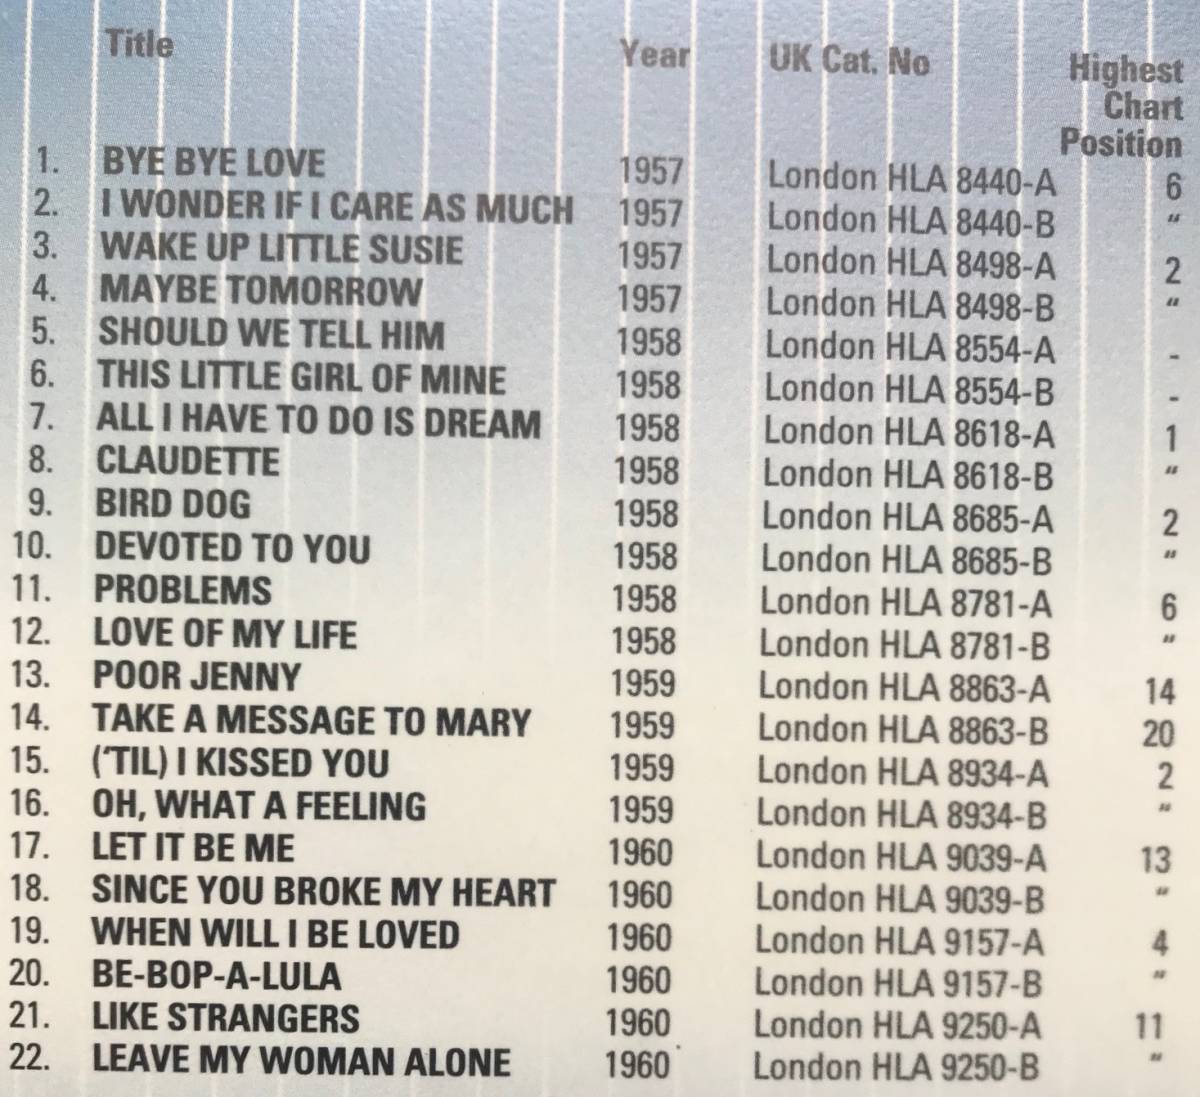 Title Year UK Cat. No Highest
Chart
Position
1. BYE BYE LOVE 1957 London HLA 8440-A 6
2. I WONDER IF I CARE AS MUCH 1957 London HLA 8440-B "
3. WAKE UP LITTLE SUSIE 1957 London HLA 8498-A 2
4. MAYBE TOMORROW 1957 London HLA 8498-B "
5. SHOULD WE TELL HIM 1958 London HLA 8554-A -
6. THIS LITTLE GIRL OF MINE 1958 London HLA 8554-B -
7. ALL I HAVE TO DO IS DREAM 1958 London HLA 8618-A 1
8. CLAUDETTE 1958 London HLA 8618-B "
9. BIRD DOG 1958 London HLA 8685-A 2
10. DEVOTED TO YOU 1958 London HLA 8685-B "
11. PROBLEMS 1958 London HLA 8781-A 6
12. LOVE OF MY LIFE 1958 London HLA 8781-B "
13. POOR JENNY 1959 London HLA 8863-A 14
14. TAKE A MESSAGE TO MARY 1959 London HLA 8863-B 20
15. (‘TIL) I KISSED YOU 1959 London HLA 8934-A 2
16. OH, WHAT A FEELING 1959 London HLA 8934-B "
17. LET IT BE ME 1960 London HLA 9039-A 13
18. SINCE YOU BROKE MY HEART 1960 London HLA 9039-B "
19. WHEN WILL I BE LOVED 1960 London HLA 9157-A 4
20. BE-BOP-A-LULA 1960 London HLA 9157-B "
21. LIKE STRANGERS 1960 London HLA 9250-A 11
22. LEAVE MY WOMAN ALONE 1960 London HLA 9250-B "